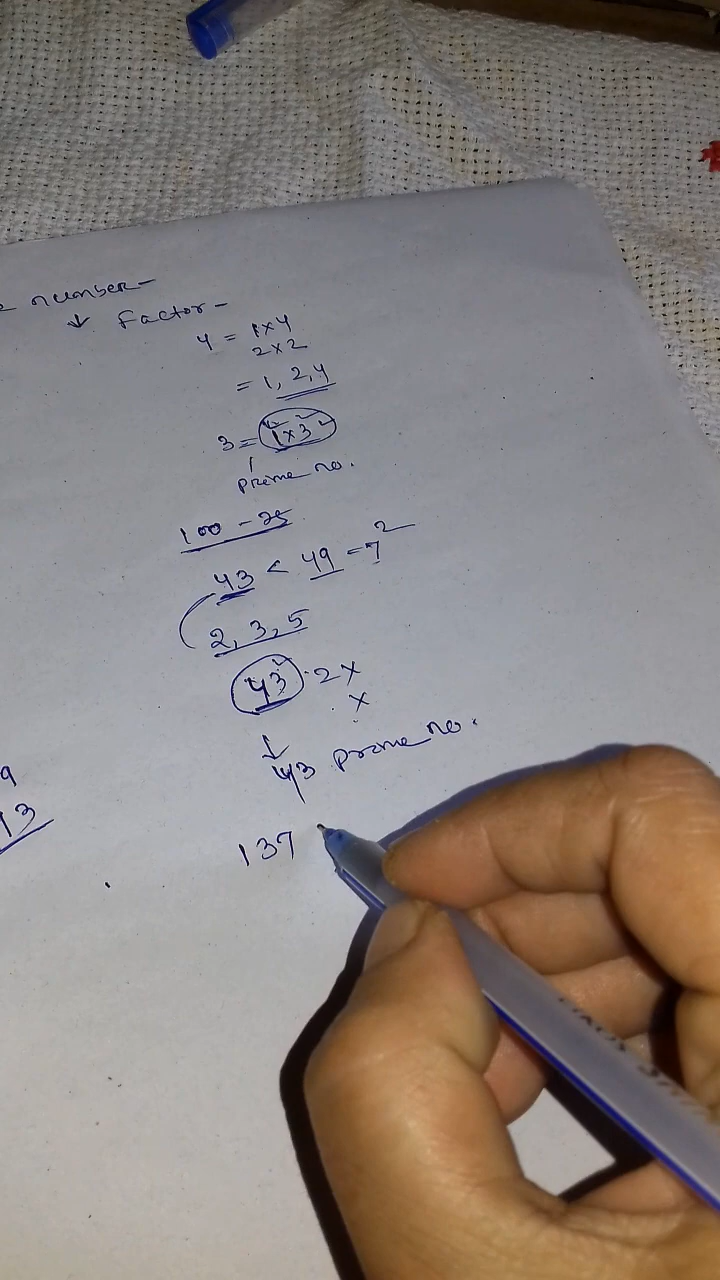 number-
↓ Factor-
4 = 1x4
2x2
= 1, 2, 4
3 = 1x3
prime no.
100 - 25
43 < 49 = 7²
2, 3, 5
43 2x
x
↓
43 prime no.
9
13
137